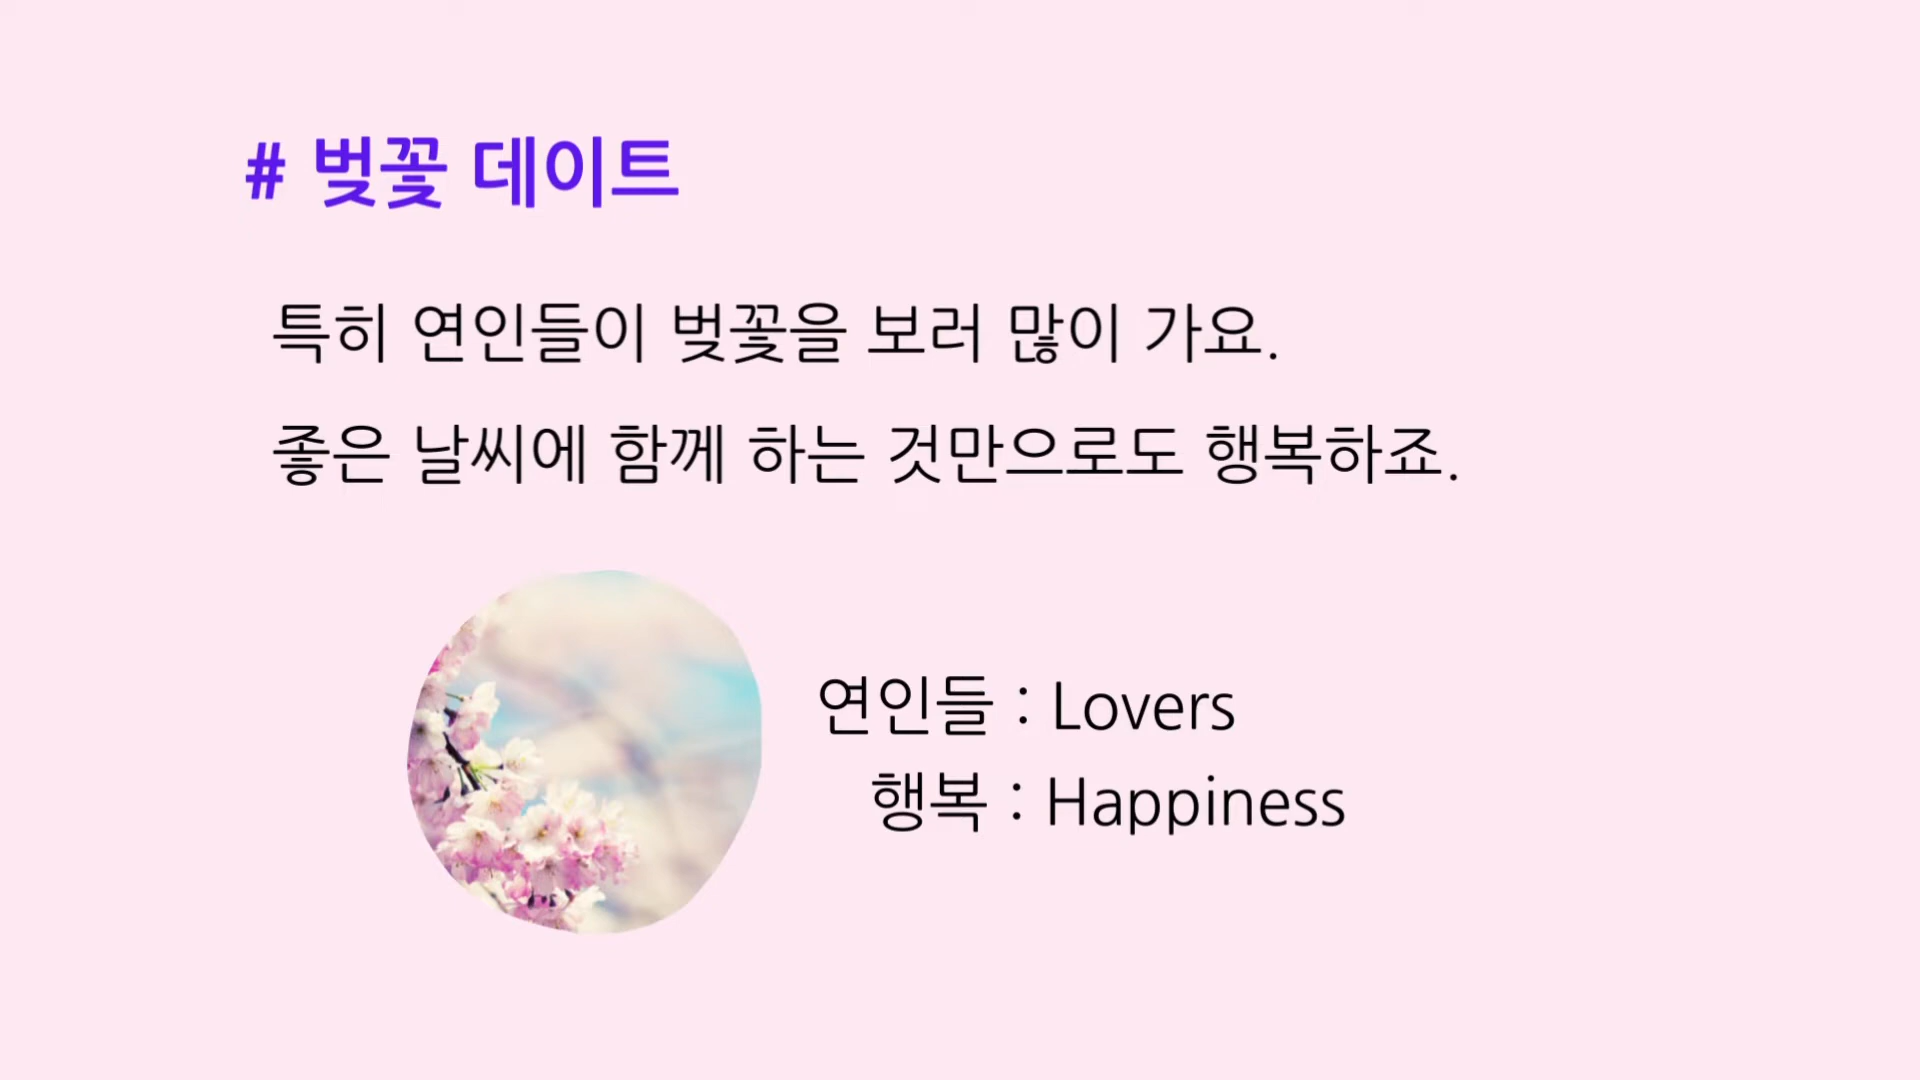 # 벚꽃 데이트
특히 연인들이 벚꽃을 보러 많이 가요.
좋은 날씨에 함께 하는 것만으로도 행복하죠.
연인들 : Lovers
행복 : Happiness